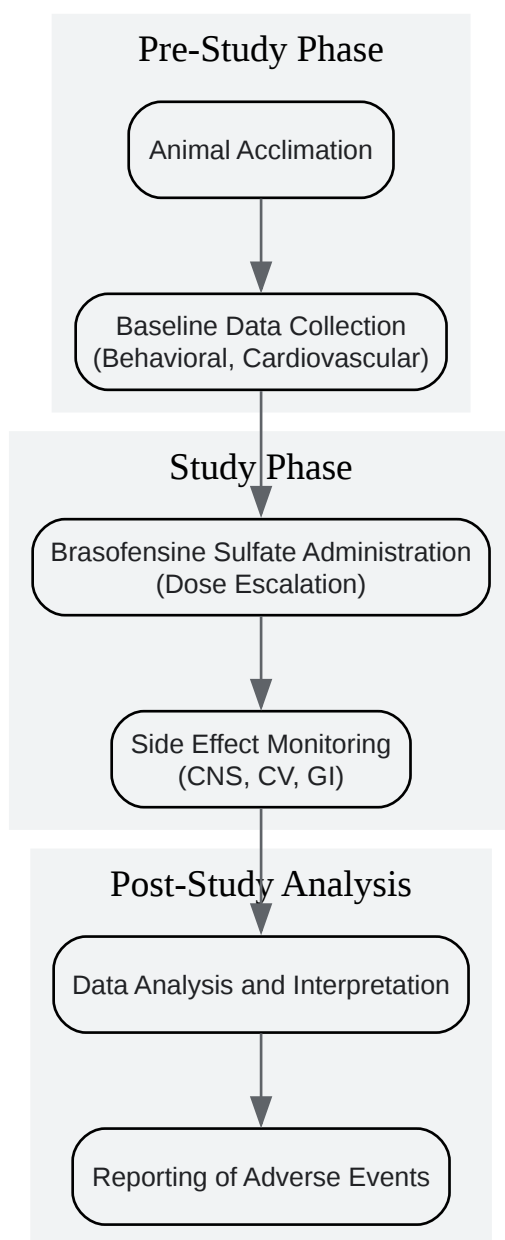 Pre-Study Phase
Animal Acclimation
Baseline Data Collection
(Behavioral, Cardiovascular)
Study Phase
Brasofensine Sulfate Administration
(Dose Escalation)
Side Effect Monitoring
(CNS, CV, GI)
Post-Study Analysis
Data Analysis and Interpretation
Reporting of Adverse Events